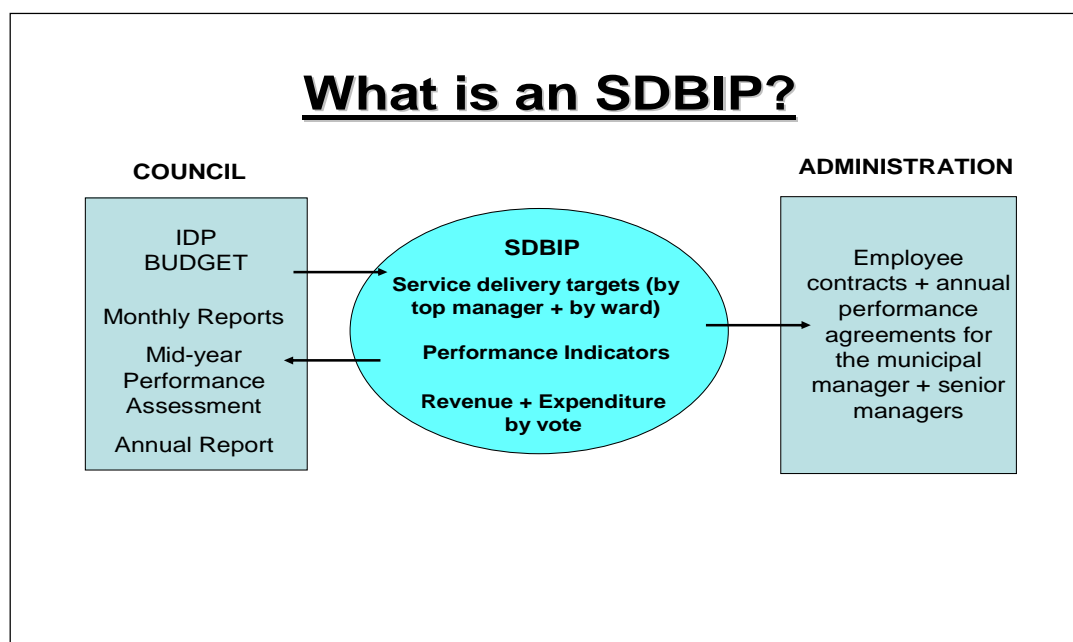 What is an SDBIP?
COUNCIL
IDP
BUDGET
Monthly Reports
Mid-year
Performance
Assessment
Annual Report
SDBIP
Service delivery targets (by
top manager + by ward)
Performance Indicators
Revenue + Expenditure
by vote
ADMINISTRATION
Employee
contracts + annual
performance
agreements for
the municipal
manager + senior
managers